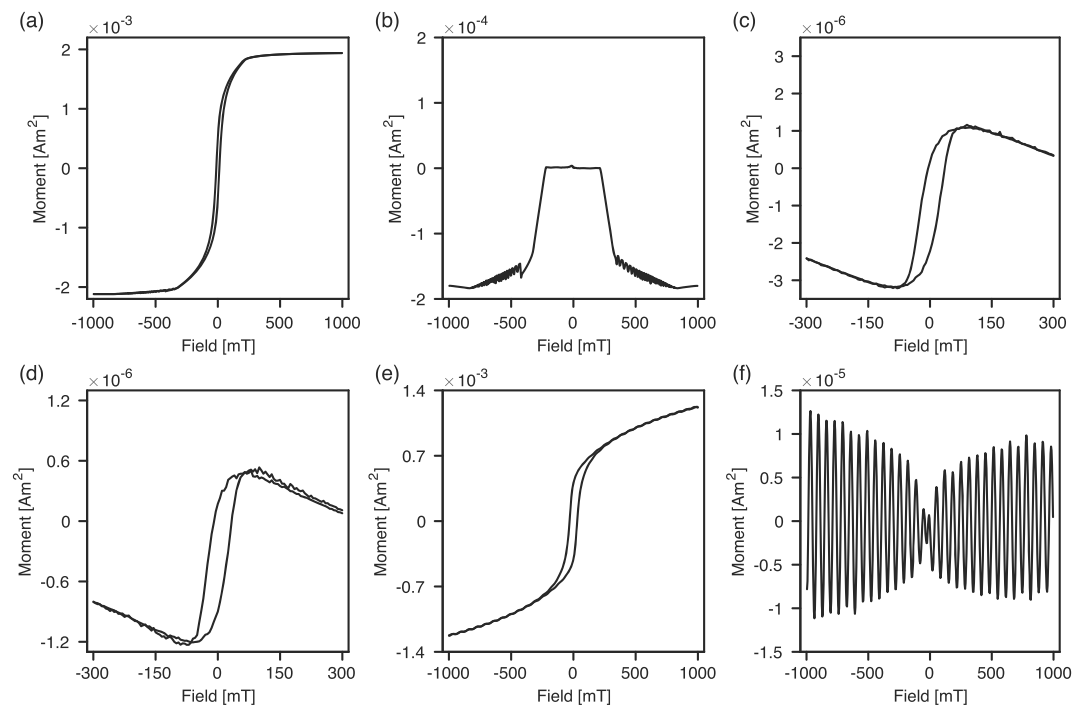 (a)
× 10-3
2
1
0
-1
-2
Moment [Am2]
-1000 -500 0 500 1000
Field [mT]
(b)
× 10-4
2
1
0
-1
-2
Moment [Am2]
-1000 -500 0 500 1000
Field [mT]
(c)
× 10-6
3
2
1
0
-1
-2
-3
Moment [Am2]
-300 -150 0 150 300
Field [mT]
(d)
× 10-6
1.2
0.6
0
-0.6
-1.2
Moment [Am2]
-300 -150 0 150 300
Field [mT]
(e)
× 10-3
1.4
0.7
0
-0.7
-1.4
Moment [Am2]
-1000 -500 0 500 1000
Field [mT]
(f)
× 10-5
1.5
1
0.5
0
-0.5
-1
-1.5
Moment [Am2]
-1000 -500 0 500 1000
Field [mT]